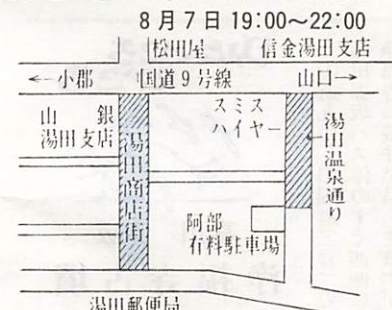 8月7日 19:00～22:00
松田屋
信金湯田支店
←小郡
国道9号線
山口→
山銀
湯田支店
湯田商店街
スミス
ハイヤー
湯田温泉通り
阿部
有料駐車場
湯田郵便局